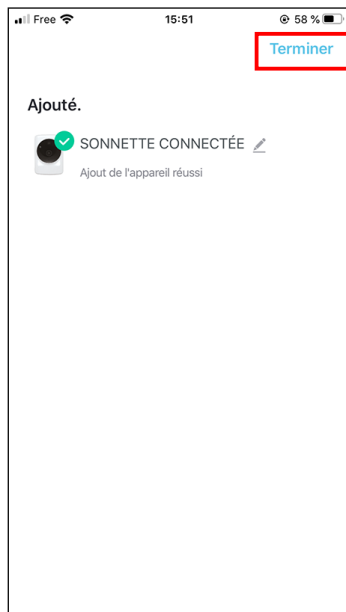 Free 15:51 58 %
Terminer
Ajouté.
SONNETTE CONNECTÉE
Ajout de l'appareil réussi